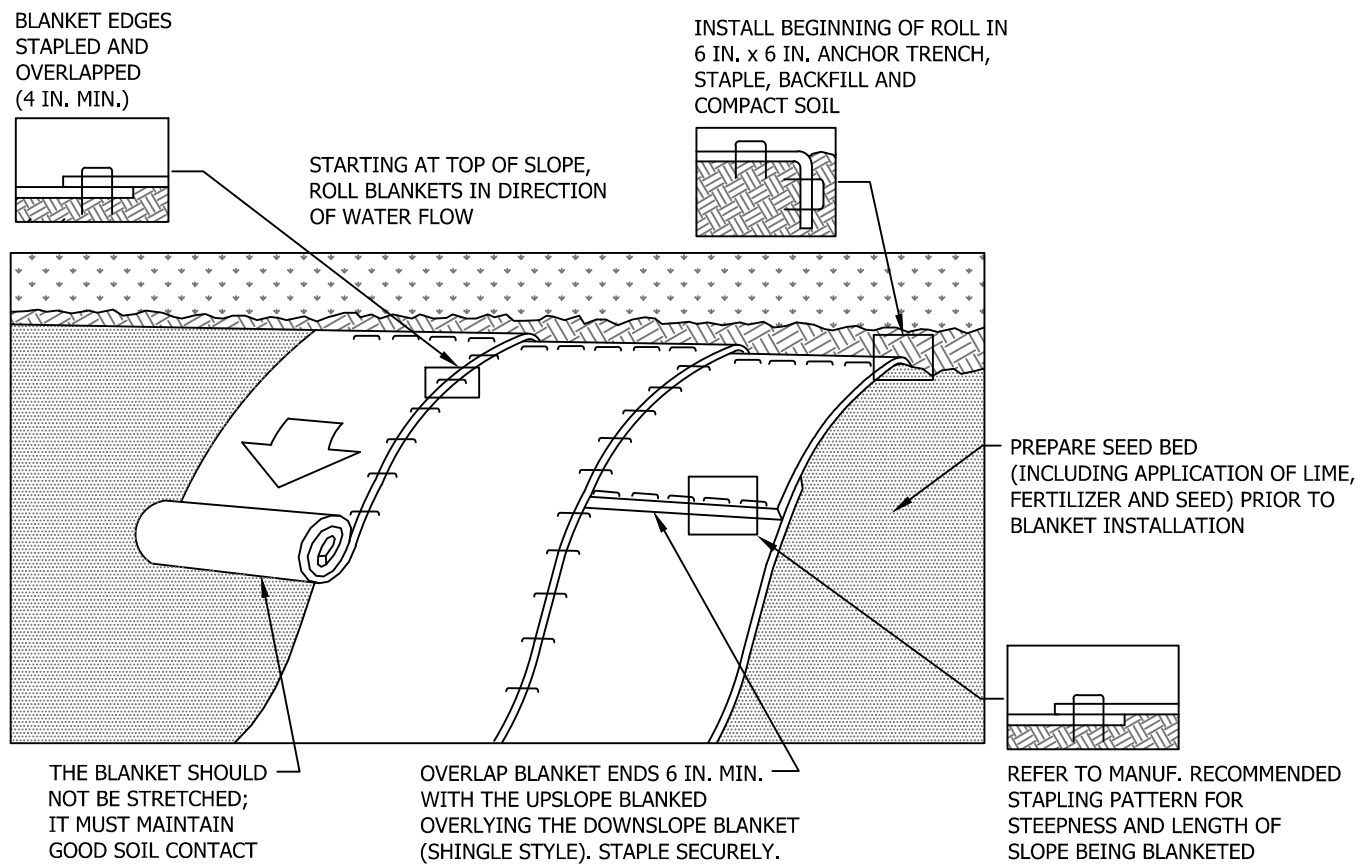 BLANKET EDGES
STAPLED AND
OVERLAPPED
(4 IN. MIN.)
INSTALL BEGINNING OF ROLL IN
6 IN. x 6 IN. ANCHOR TRENCH,
STAPLE, BACKFILL AND
COMPACT SOIL
STARTING AT TOP OF SLOPE,
ROLL BLANKETS IN DIRECTION
OF WATER FLOW
PREPARE SEED BED
(INCLUDING APPLICATION OF LIME,
FERTILIZER AND SEED) PRIOR TO
BLANKET INSTALLATION
THE BLANKET SHOULD
NOT BE STRETCHED;
IT MUST MAINTAIN
GOOD SOIL CONTACT
OVERLAP BLANKET ENDS 6 IN. MIN.
WITH THE UPSLOPE BLANKED
OVERLYING THE DOWNSLOPE BLANKET
(SHINGLE STYLE). STAPLE SECURELY.
REFER TO MANUF. RECOMMENDED
STAPLING PATTERN FOR
STEEPNESS AND LENGTH OF
SLOPE BEING BLANKETED